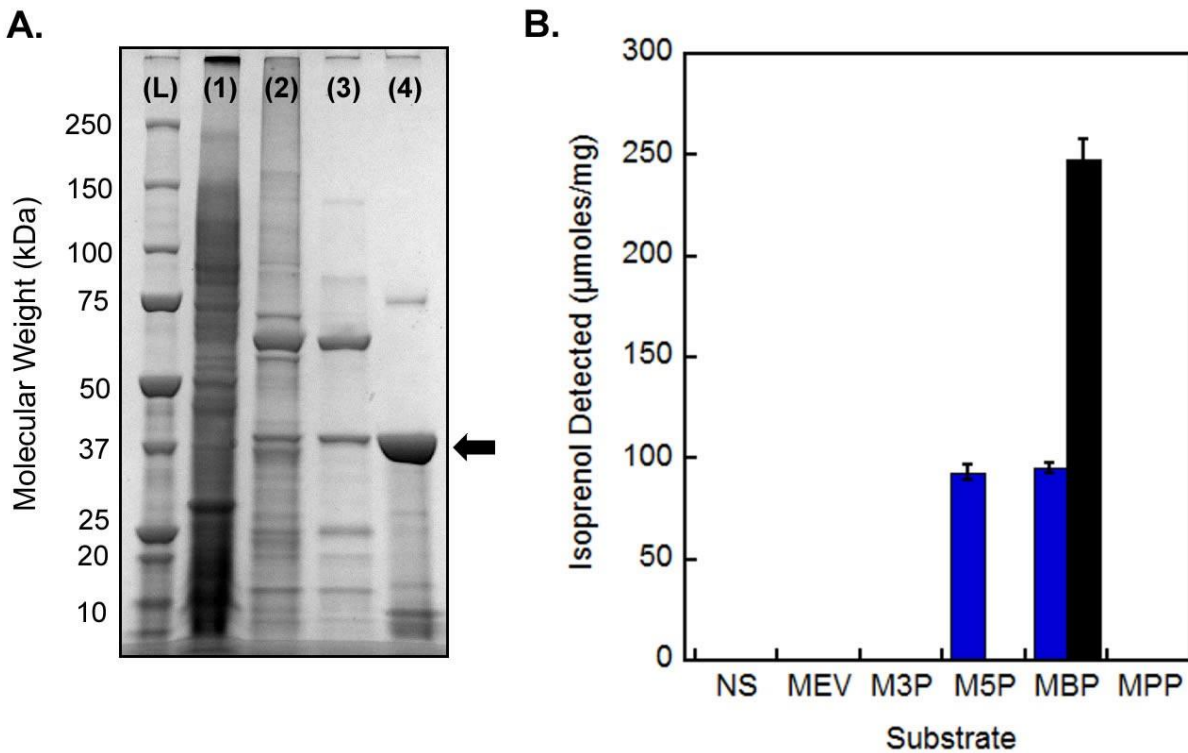 A.
(L) (1) (2) (3) (4)
250
150
100
75
50
37
25
20
10
Molecular Weight (kDa)
B.
300
250
200
150
100
50
0
Isoprenol Detected (μmoles/mg)
NS MEV M3P M5P MBP MPP
Substrate